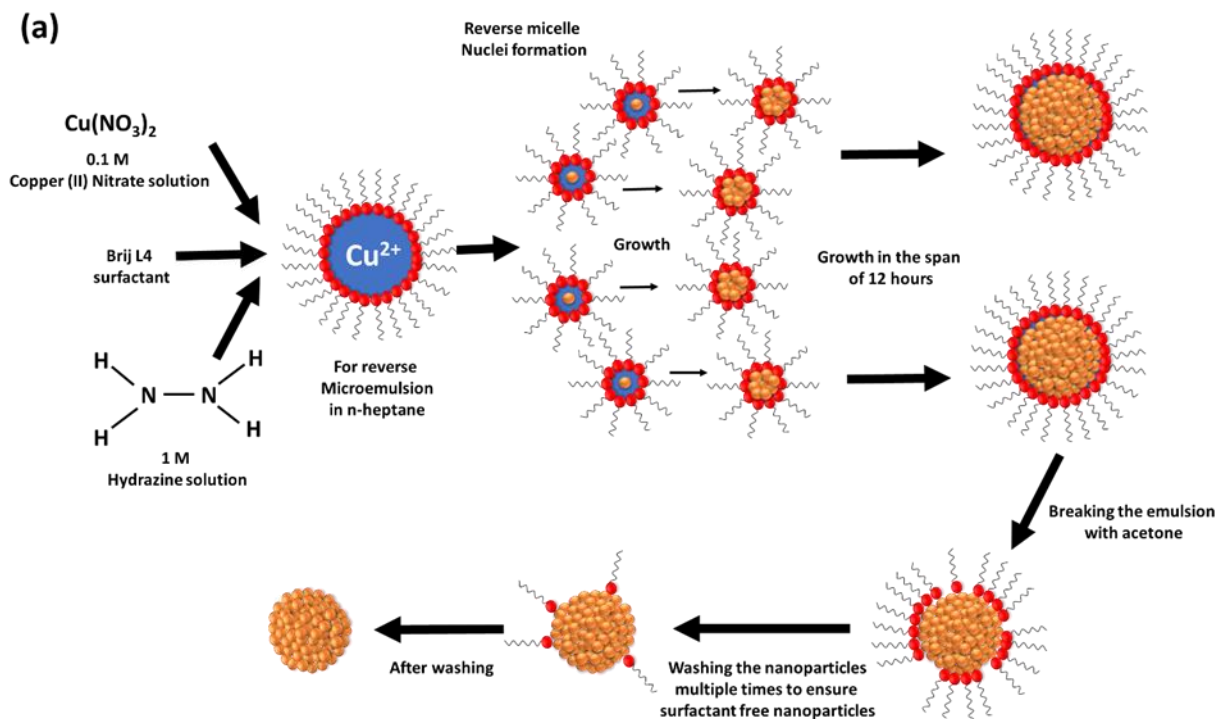 (a)
Cu(NO₃)₂
0.1 M
Copper (II) Nitrate solution
Brij L4
surfactant
H
H
N — N
H
H
1 M
Hydrazine solution
Cu²⁺
For reverse
Microemulsion
in n-heptane
Reverse micelle
Nuclei formation
Growth
Growth in the span
of 12 hours
Breaking the emulsion
with acetone
Washing the nanoparticles
multiple times to ensure
surfactant free nanoparticles
After washing